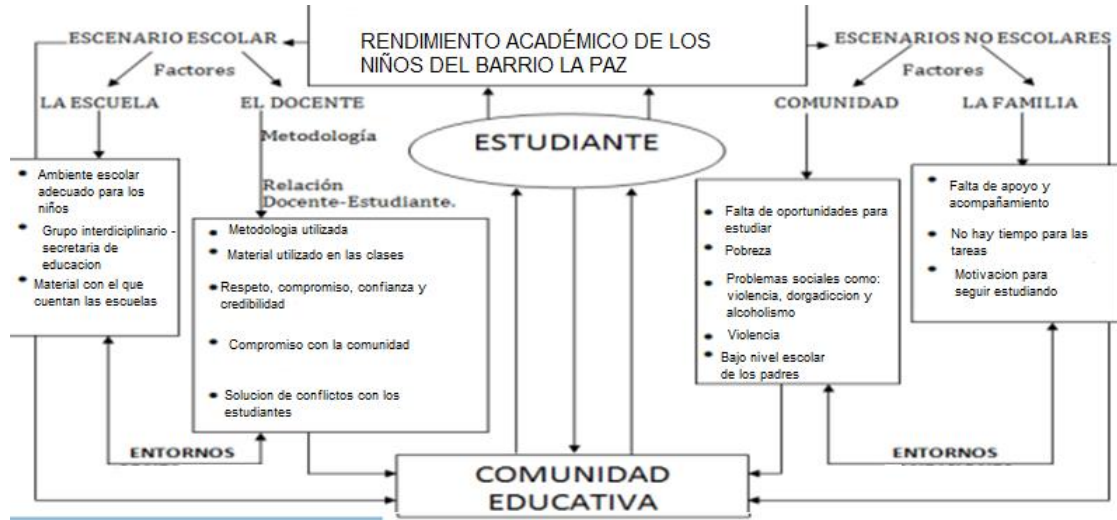 RENDIMIENTO ACADÉMICO DE LOS
NIÑOS DEL BARRIO LA PAZ
ESCENARIO ESCOLAR
Factores
LA ESCUELA
EL DOCENTE
Metodología
Relación
Docente-Estudiante.
ESTUDIANTE
ESCENARIOS NO ESCOLARES
Factores
COMUNIDAD
LA FAMILIA
• Ambiente escolar
adecuado para los
niños
• Grupo interdiciplinario -
secretaria de
educacion
• Material con el que
cuentan las escuelas
• Metodologia utilizada
• Material utilizado en las clases
• Respeto, compromiso, confianza y
credibilidad
• Compromiso con la comunidad
• Solucion de conflictos con los
estudiantes
• Falta de oportunidades para
estudiar
• Pobreza
• Problemas sociales como:
violencia, dorgadiccion y
alcoholismo
• Violencia
• Bajo nivel escolar
de los padres
• Falta de apoyo y
acompañamiento
• No hay tiempo para las
tareas
• Motivacion para
seguir estudiando
ENTORNOS
ENTORNOS
COMUNIDAD
EDUCATIVA